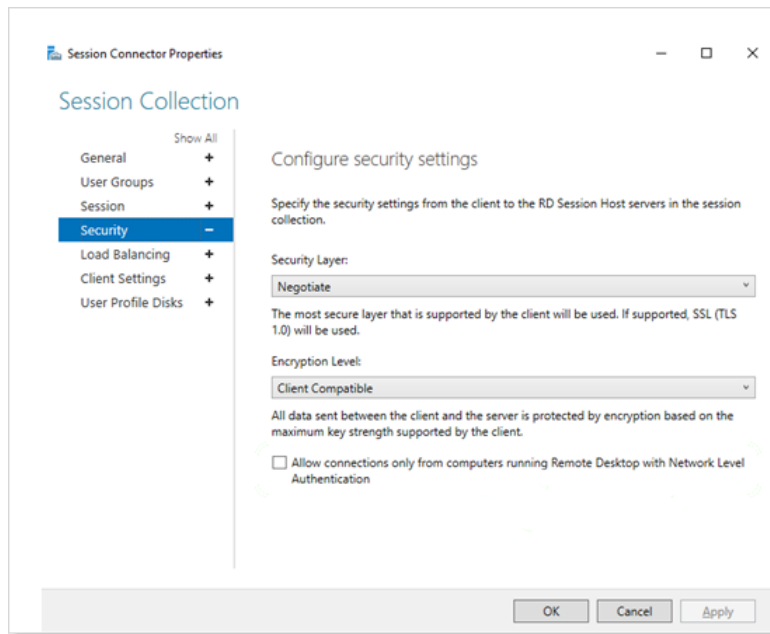 Session Connector Properties
Session Collection
Show All
General +
User Groups +
Session +
Security –
Load Balancing +
Client Settings +
User Profile Disks +
Configure security settings
Specify the security settings from the client to the RD Session Host servers in the session
collection.
Security Layer:
Negotiate
The most secure layer that is supported by the client will be used. If supported, SSL (TLS
1.0) will be used.
Encryption Level:
Client Compatible
All data sent between the client and the server is protected by encryption based on the
maximum key strength supported by the client.
Allow connections only from computers running Remote Desktop with Network Level
Authentication
OK Cancel Apply